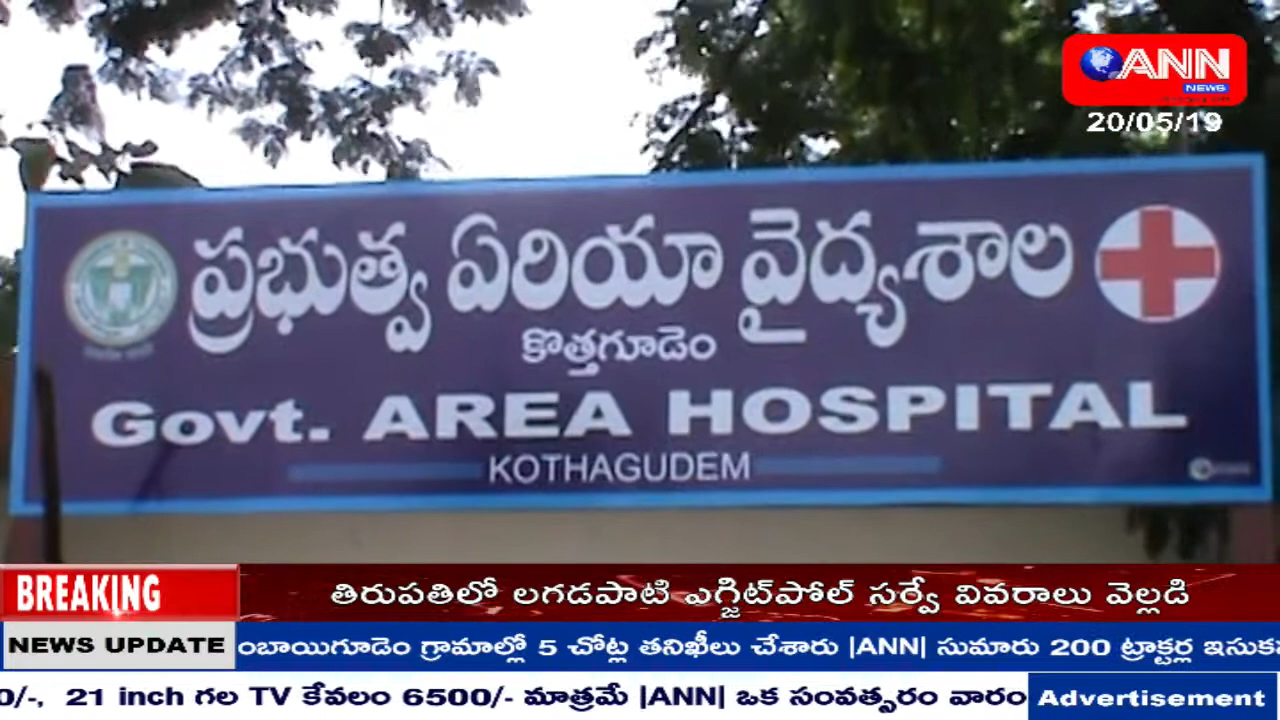 ANN
NEWS
20/05/19
ప్రభుత్వ ఏరియా వైద్యశాల
కొత్తగూడెం
Govt. AREA HOSPITAL
KOTHAGUDEM
BREAKING
తిరుపతిలో లగడపాటి ఎగ్జిట్‌పోల్ సర్వే వివరాలు వెల్లడి
NEWS UPDATE
ంబాయిగూడెం గ్రామాల్లో 5 చోట్ల తనిఖీలు చేశారు |ANN| సుమారు 200 ట్రాక్టర్ల ఇసుక
0/-, 21 inch గల TV కేవలం 6500/- మాత్రమే |ANN| ఒక సంవత్సరం వారం
Advertisement